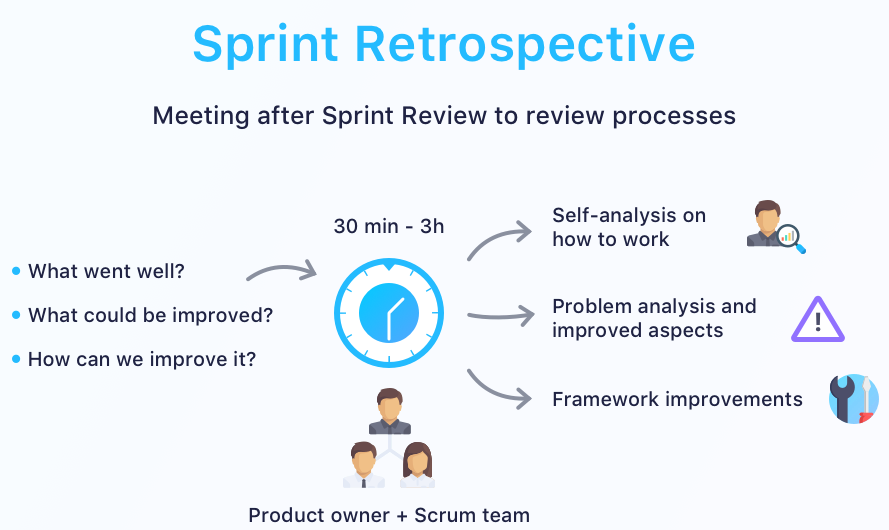 Sprint Retrospective
Meeting after Sprint Review to review processes
What went well?
What could be improved?
How can we improve it?
30 min - 3h
Product owner + Scrum team
Self-analysis on
how to work
Problem analysis and
improved aspects
Framework improvements